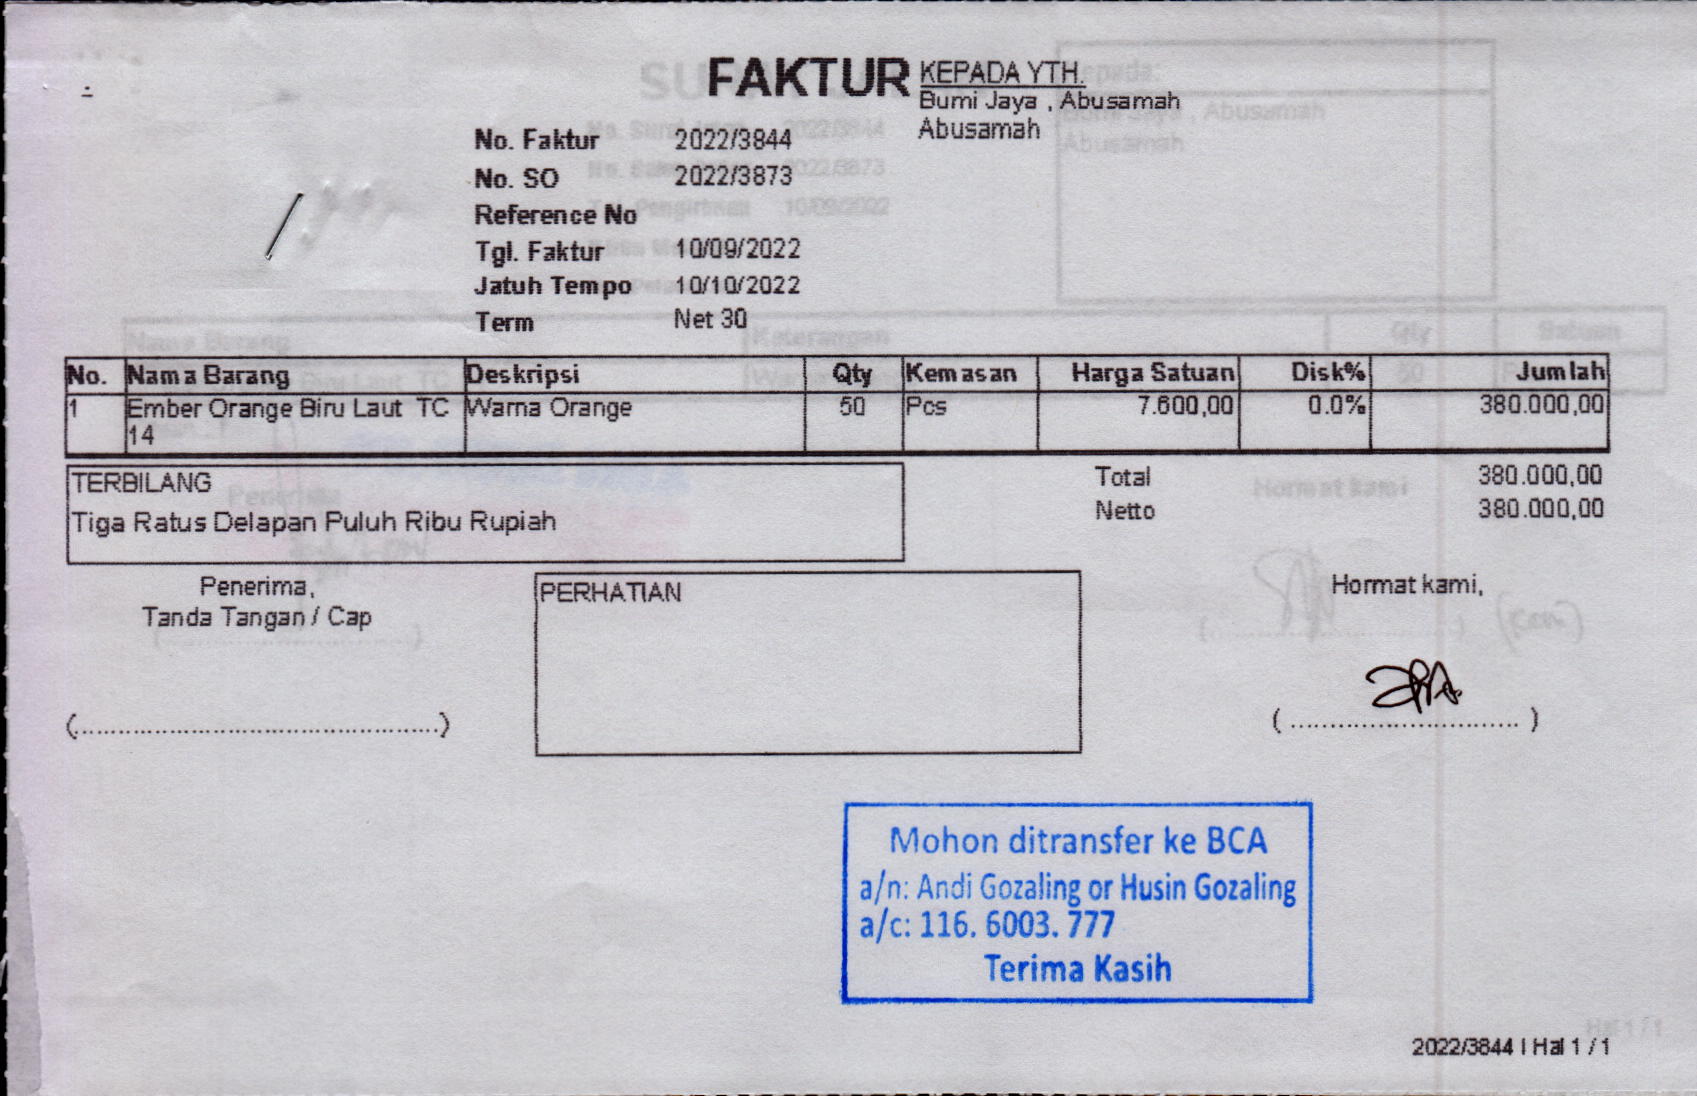 FAKTUR
KEPADA YTH.
Bumi Jaya , Abusamah
Abusamah
No. Faktur 2022/3844
No. SO 2022/3873
Reference No
Tgl. Faktur 10/09/2022
Jatuh Tempo 10/10/2022
Term Net 30
No. Nama Barang Deskripsi Qty Kemasan Harga Satuan Disk% Jumlah
1 Ember Orange Biru Laut TC Warna Orange 50 Pcs 7.600,00 0.0% 380.000,00
14
TERBILANG
Tiga Ratus Delapan Puluh Ribu Rupiah
Total 380.000,00
Netto 380.000,00
Penerima,
Tanda Tangan / Cap
(................................................)
PERHATIAN
Hormat kami,
( .............................. )
Mohon ditransfer ke BCA
a/n: Andi Gozaling or Husin Gozaling
a/c: 116. 6003. 777
Terima Kasih
2022/3844 | Hal 1 / 1